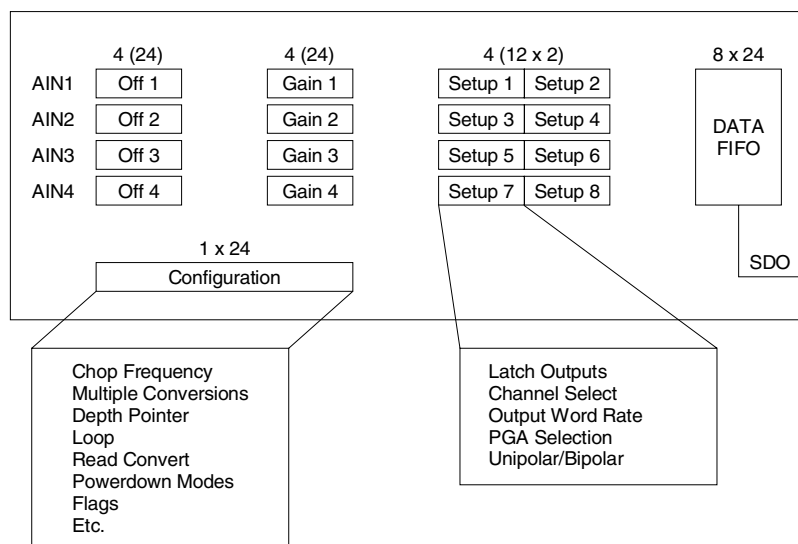 4 (24) 4 (24) 4 (12 x 2) 8 x 24
AIN1 Off 1 Gain 1 Setup 1 Setup 2
AIN2 Off 2 Gain 2 Setup 3 Setup 4
AIN3 Off 3 Gain 3 Setup 5 Setup 6
AIN4 Off 4 Gain 4 Setup 7 Setup 8
DATA
FIFO
SDO
1 x 24
Configuration
Chop Frequency
Multiple Conversions
Depth Pointer
Loop
Read Convert
Powerdown Modes
Flags
Etc.
Latch Outputs
Channel Select
Output Word Rate
PGA Selection
Unipolar/Bipolar